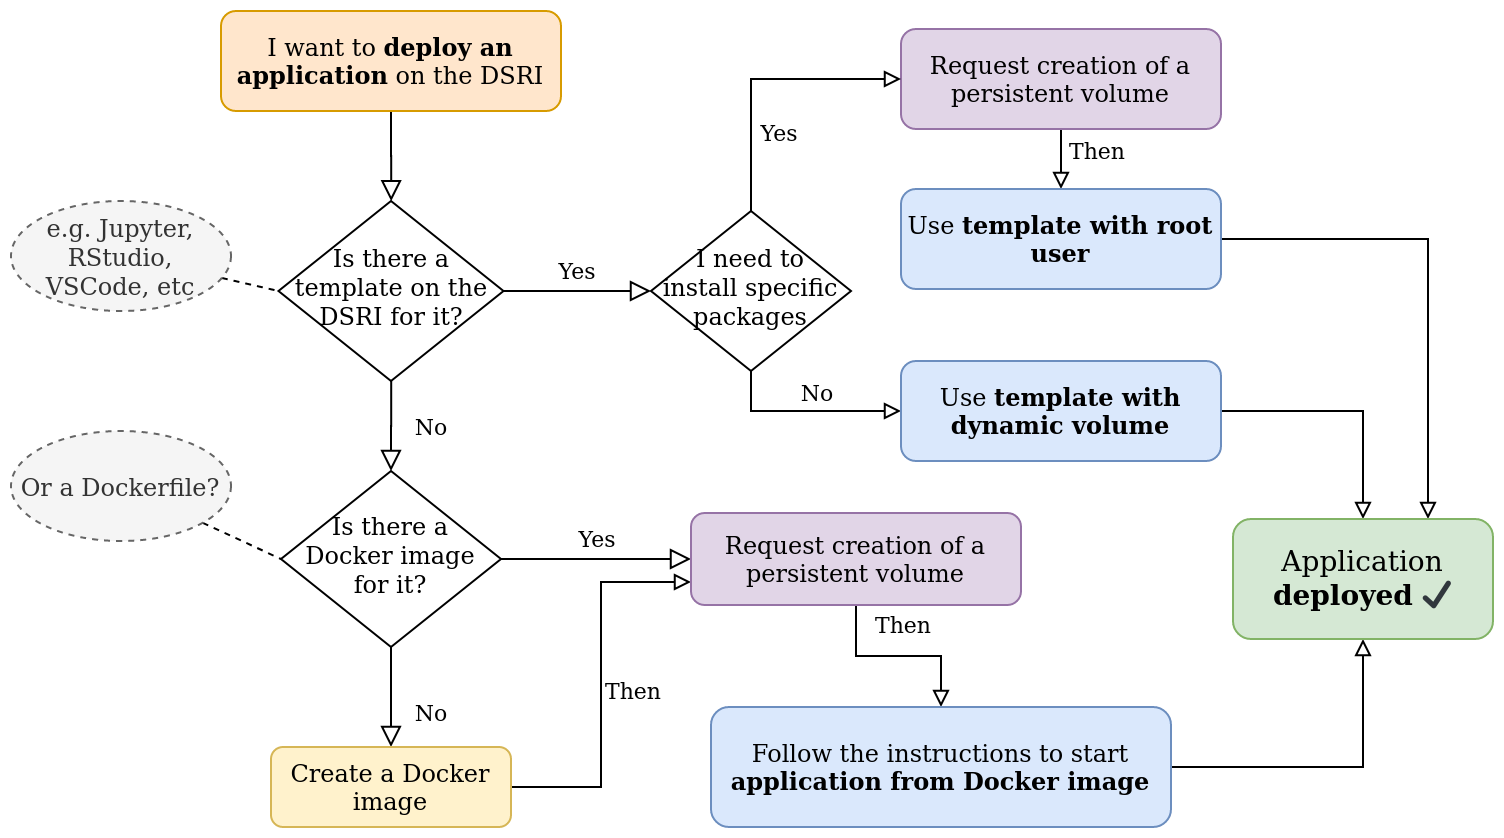 I want to deploy an
application on the DSRI
Request creation of a
persistent volume
Yes
Then
e.g. Jupyter,
RStudio,
VSCode, etc
Is there a
template on the
DSRI for it?
Yes
I need to
install specific
packages
Use template with root
user
No
Use template with
dynamic volume
No
Or a Dockerfile?
Is there a
Docker image
for it?
Yes
Request creation of a
persistent volume
Application
deployed
Then
Then
No
Create a Docker
image
Follow the instructions to start
application from Docker image